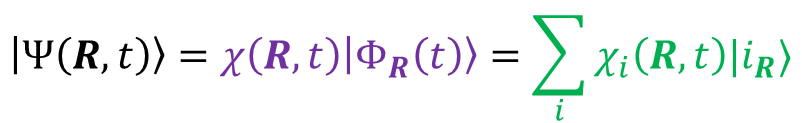 |Ψ(R, t)⟩ = χ(R, t)|Φ_R(t)⟩ = ∑_i χ_i(R, t)|i_R⟩